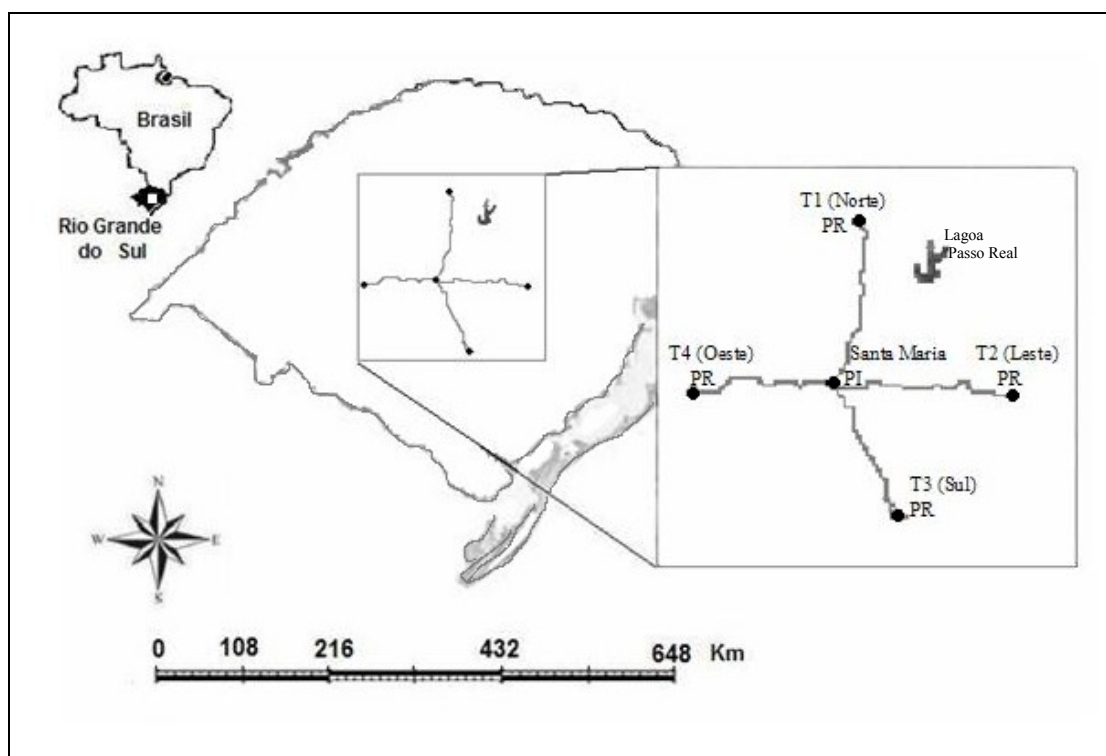 Brasil
Rio Grande
do Sul
T1 (Norte)
PR
Lagoa
Passo Real
T4 (Oeste)
PR
Santa Maria
PI
T2 (Leste)
PR
T3 (Sul)
PR
N
W
E
S
0 108 216 432 648 Km